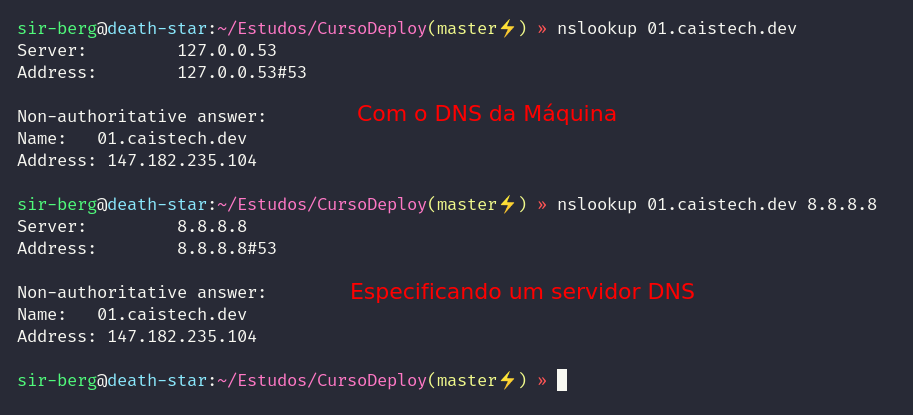 sir-berg@death-star:~/Estudos/CursoDeploy(master⚡) » nslookup 01.caistech.dev
Server: 127.0.0.53
Address: 127.0.0.53#53
Non-authoritative answer:
Com o DNS da Máquina
Name: 01.caistech.dev
Address: 147.182.235.104
sir-berg@death-star:~/Estudos/CursoDeploy(master⚡) » nslookup 01.caistech.dev 8.8.8.8
Server: 8.8.8.8
Address: 8.8.8.8#53
Non-authoritative answer:
Especificando um servidor DNS
Name: 01.caistech.dev
Address: 147.182.235.104
sir-berg@death-star:~/Estudos/CursoDeploy(master⚡) »